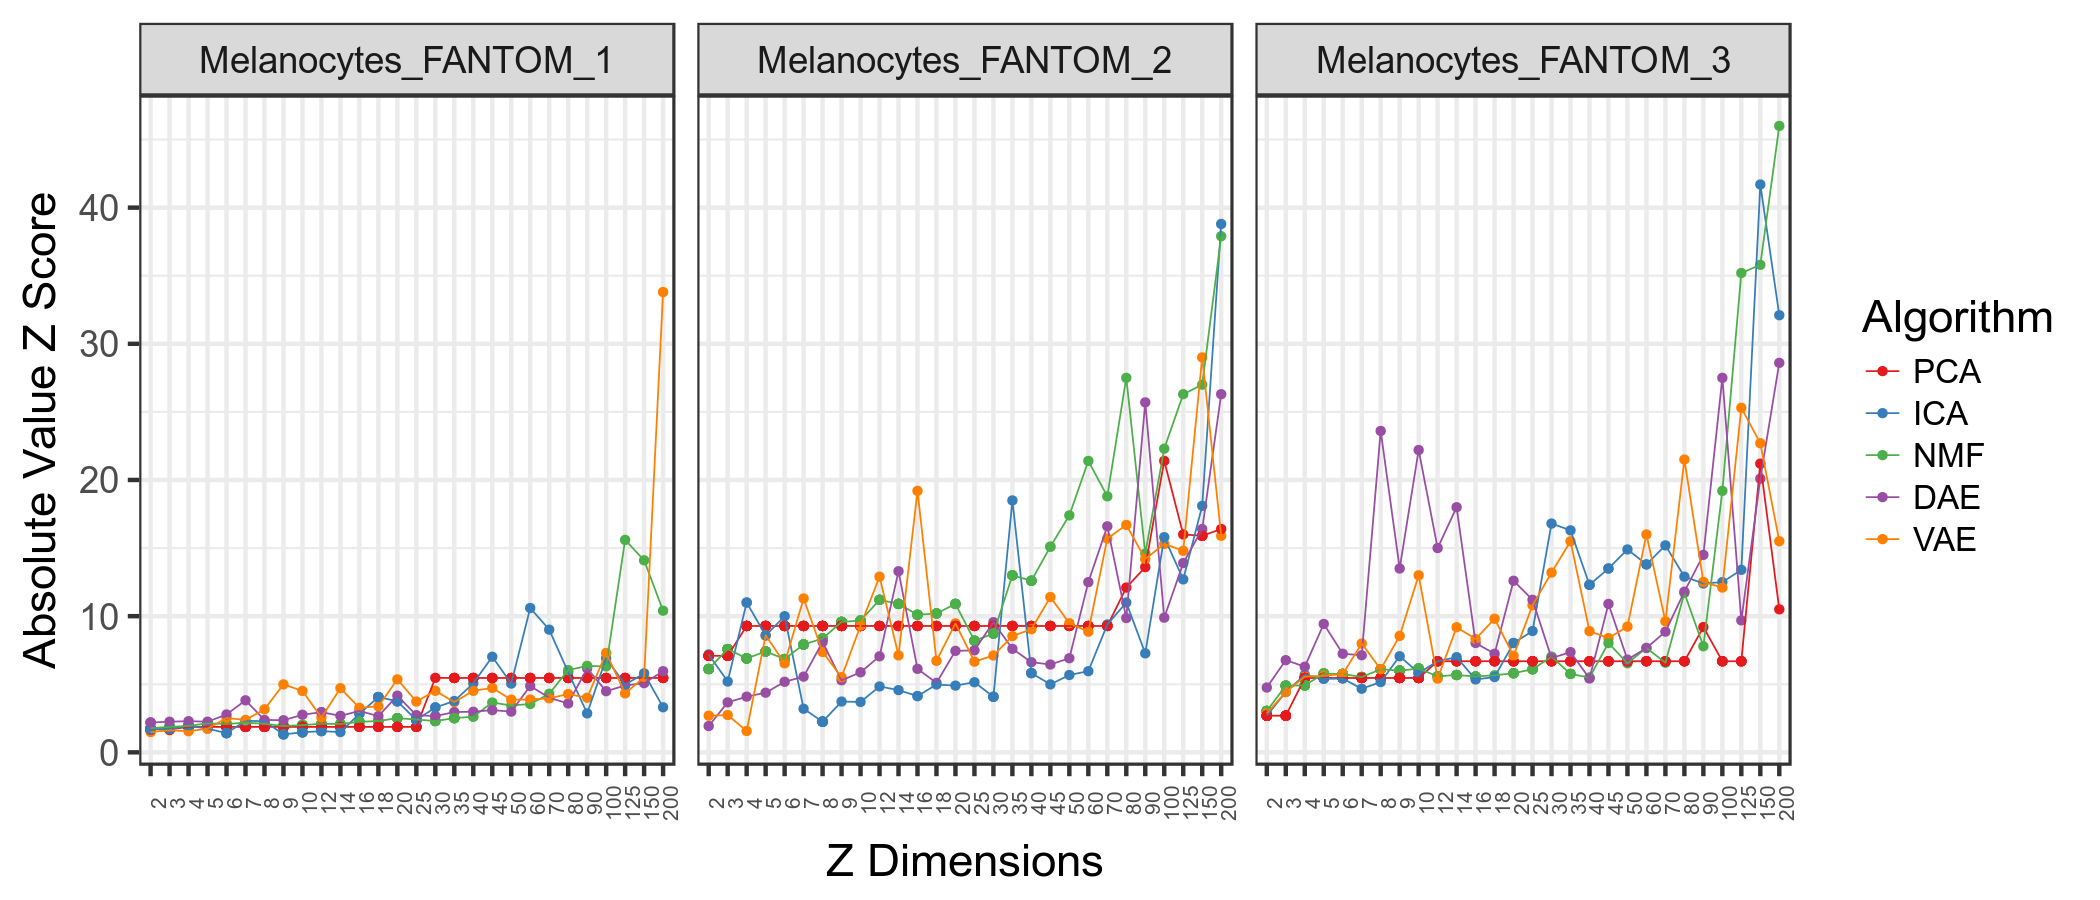 Melanocytes_FANTOM_1 Melanocytes_FANTOM_2 Melanocytes_FANTOM_3
Absolute Value Z Score
40
30
20
10
0
2 3 4 5 6 7 8 9 10 12 14 16 18 20 25 30 35 40 45 50 60 70 80 90 100 125 150 200
2 3 4 5 6 7 8 9 10 12 14 16 18 20 25 30 35 40 45 50 60 70 80 90 100 125 150 200
2 3 4 5 6 7 8 9 10 12 14 16 18 20 25 30 35 40 45 50 60 70 80 90 100 125 150 200
Z Dimensions
Algorithm
PCA
ICA
NMF
DAE
VAE